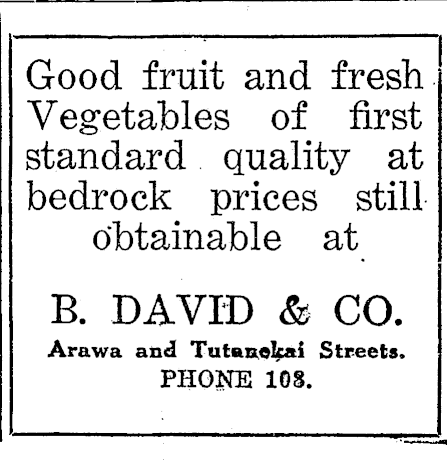 Good fruit and fresh
Vegetables of first
standard quality at
bedrock prices still
obtainable at
B. DAVID & CO.
Arawa and Tutanekai Streets.
PHONE 108.